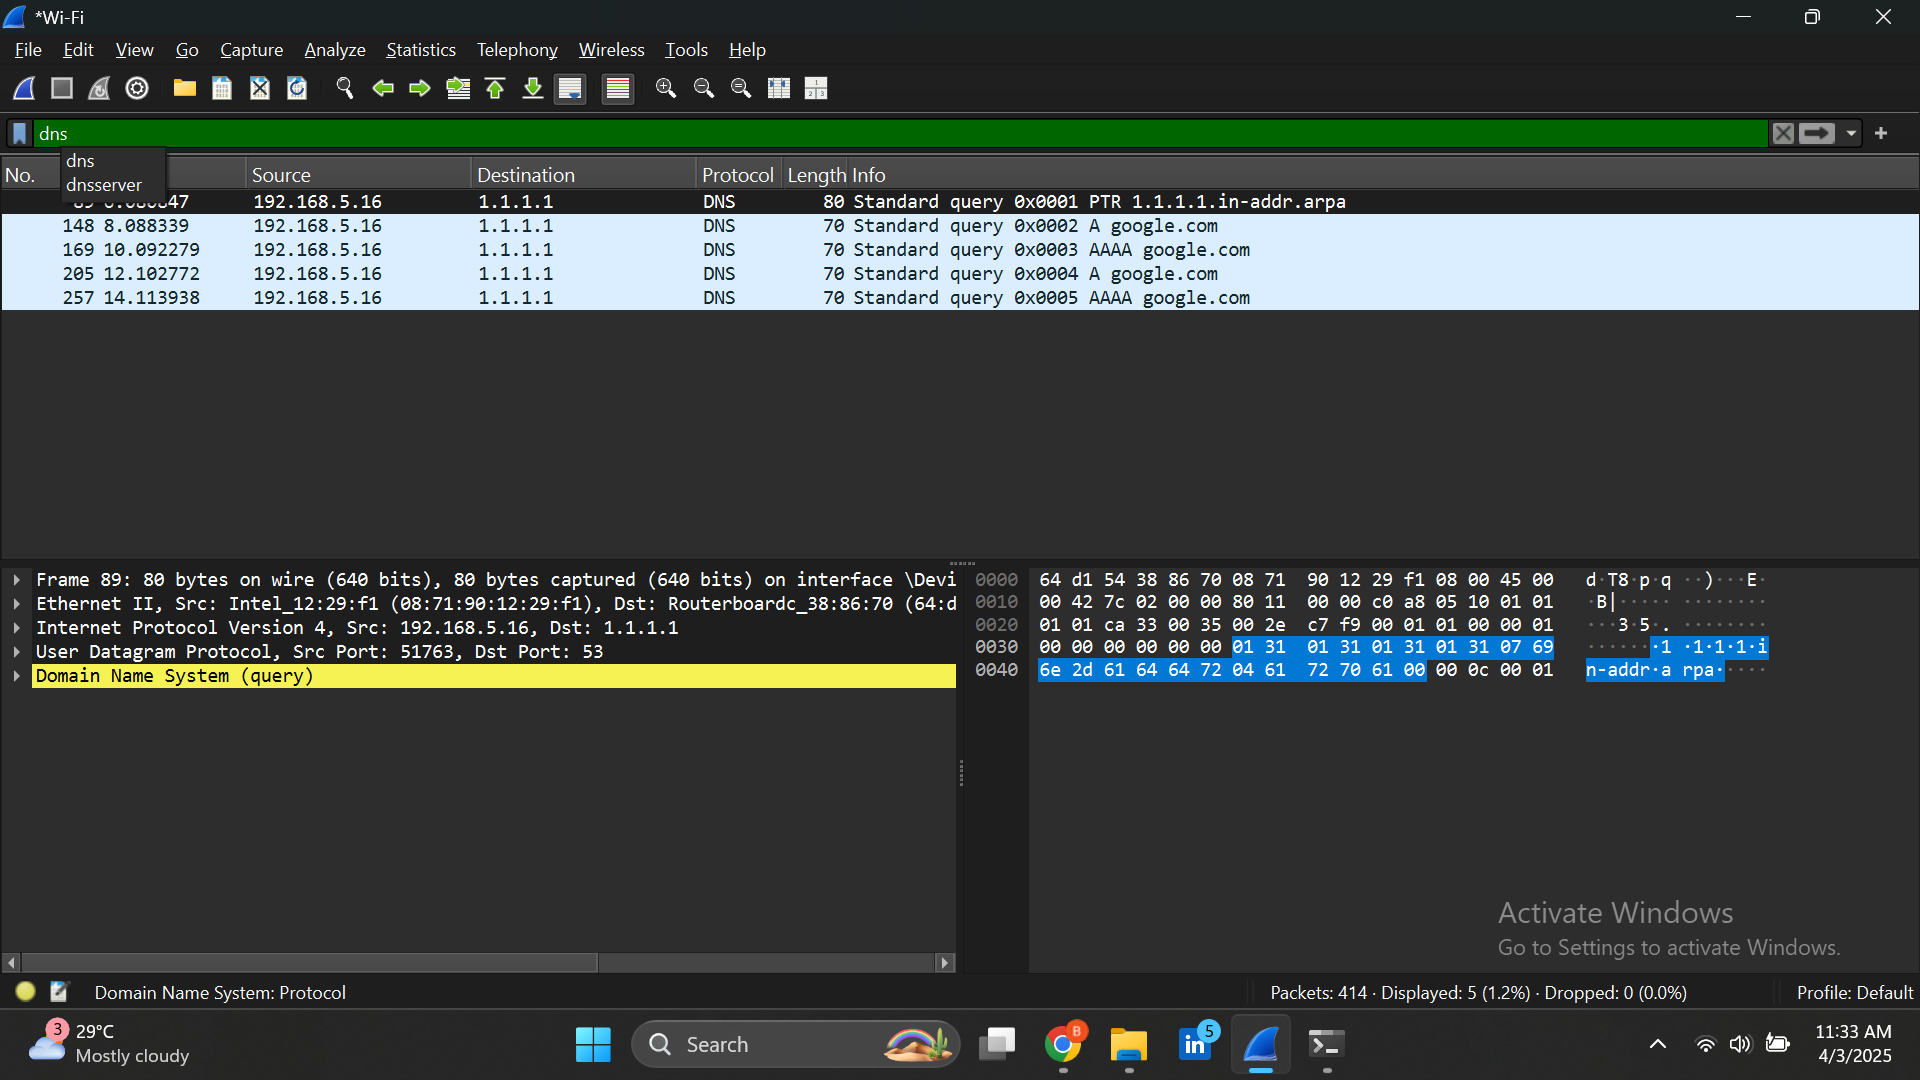 *Wi-Fi
File Edit View Go Capture Analyze Statistics Telephony Wireless Tools Help
dns
dns
dnsserver
No. Source Destination Protocol Length Info
192.168.5.16 1.1.1.1 DNS 80 Standard query 0x0001 PTR 1.1.1.1.in-addr.arpa
148 8.088339 192.168.5.16 1.1.1.1 DNS 70 Standard query 0x0002 A google.com
169 10.092279 192.168.5.16 1.1.1.1 DNS 70 Standard query 0x0003 AAAA google.com
205 12.102772 192.168.5.16 1.1.1.1 DNS 70 Standard query 0x0004 A google.com
257 14.113938 192.168.5.16 1.1.1.1 DNS 70 Standard query 0x0005 AAAA google.com
Frame 89: 80 bytes on wire (640 bits), 80 bytes captured (640 bits) on interface \Devi
Ethernet II, Src: Intel_12:29:f1 (08:71:90:12:29:f1), Dst: Routerboardc_38:86:70 (64:d
Internet Protocol Version 4, Src: 192.168.5.16, Dst: 1.1.1.1
User Datagram Protocol, Src Port: 51763, Dst Port: 53
Domain Name System (query)
0000 64 d1 54 38 86 70 08 71 90 12 29 f1 08 00 45 00 d·T8·p·q ··)···E·
0010 00 42 7c 02 00 00 80 11 00 00 c0 a8 05 10 01 01 ·B|····· ········
0020 01 01 ca 33 00 35 00 2e c7 f9 00 01 01 00 00 01 ···3·5·. ········
0030 00 00 00 00 00 00 01 31 01 31 01 31 01 31 07 69 ·······1 ·1·1·1·i
0040 6e 2d 61 64 64 72 04 61 72 70 61 00 00 0c 00 01 n-addr·a rpa·····
Activate Windows
Go to Settings to activate Windows.
Domain Name System: Protocol
Packets: 414 · Displayed: 5 (1.2%) · Dropped: 0 (0.0%)
Profile: Default
3
29°C
Mostly cloudy
Search
B
in
5
11:33 AM
4/3/2025